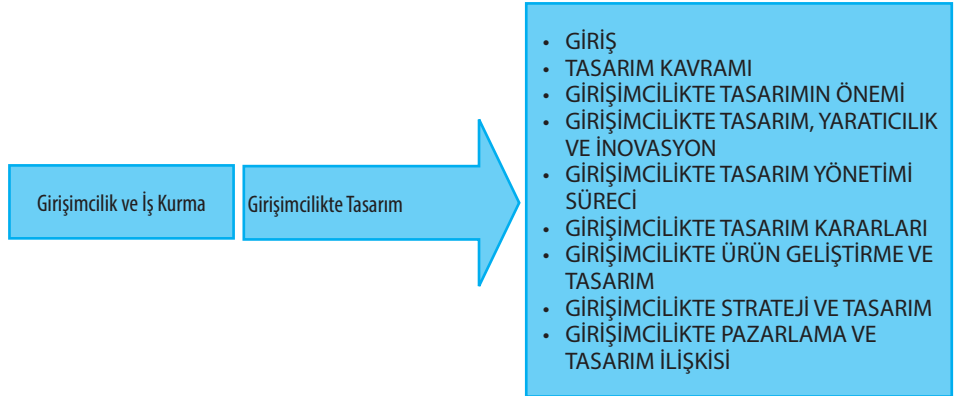 Girişimcilik ve İş Kurma
Girişimcilikte Tasarım
• GİRİŞ
• TASARIM KAVRAMI
• GİRİŞİMCİLİKTE TASARIMIN ÖNEMİ
• GİRİŞİMCİLİKTE TASARIM, YARATICILIK
VE İNOVASYON
• GİRİŞİMCİLİKTE TASARIM YÖNETİMİ
SÜRECİ
• GİRİŞİMCİLİKTE TASARIM KARARLARI
• GİRİŞİMCİLİKTE ÜRÜN GELİŞTİRME VE
TASARIM
• GİRİŞİMCİLİKTE STRATEJİ VE TASARIM
• GİRİŞİMCİLİKTE PAZARLAMA VE
TASARIM İLİŞKİSİ